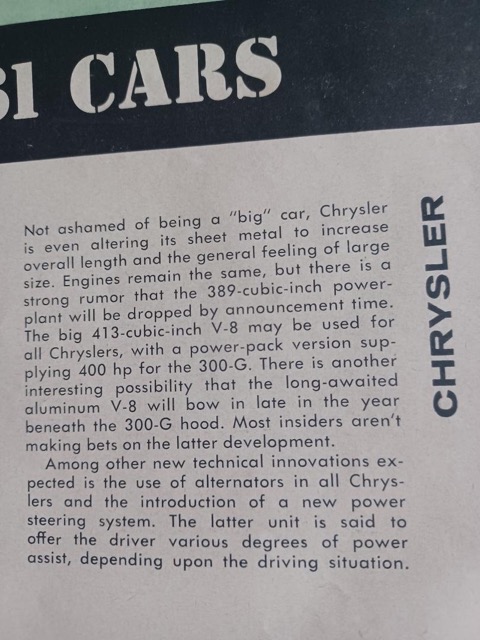 31 CARS
CHRYSLER
Not ashamed of being a "big" car, Chrysler
is even altering its sheet metal to increase
overall length and the general feeling of large
size. Engines remain the same, but there is a
strong rumor that the 389-cubic-inch power-
plant will be dropped by announcement time.
The big 413-cubic-inch V-8 may be used for
all Chryslers, with a power-pack version sup-
plying 400 hp for the 300-G. There is another
interesting possibility that the long-awaited
aluminum V-8 will bow in late in the year
beneath the 300-G hood. Most insiders aren't
making bets on the latter development.
Among other new technical innovations ex-
pected is the use of alternators in all Chrys-
lers and the introduction of a new power
steering system. The latter unit is said to
offer the driver various degrees of power
assist, depending upon the driving situation.